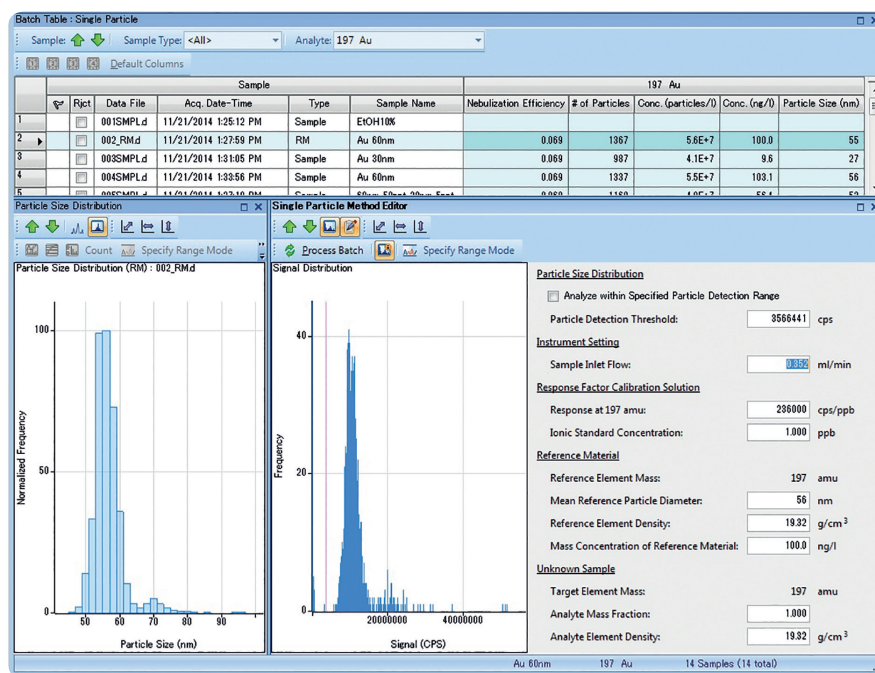 Batch Table : Single Particle
Sample: Sample Type: <All> Analyte: 197 Au
Default Columns
Sample 197 Au
Rjct Data File Acq. Date-Time Type Sample Name Nebulization Efficiency # of Particles Conc. (particles/l) Conc. (ng/l) Particle Size (nm)
1 001SMPL.d 11/21/2014 1:25:12 PM Sample EtOH10%
2 002_RM.d 11/21/2014 1:27:59 PM RM Au 60nm 0.069 1367 5.6E+7 100.0 55
3 003SMPL.d 11/21/2014 1:31:05 PM Sample Au 30nm 0.069 987 4.1E+7 9.6 27
4 004SMPL.d 11/21/2014 1:33:56 PM Sample Au 60nm 0.069 1337 5.5E+7 103.1 56
5
Particle Size Distribution
Count Specify Range Mode
Particle Size Distribution (RM) : 002_RM.d
Normalized Frequency
100
50
0
50 60 70 80 90
Particle Size (nm)
Single Particle Method Editor
Process Batch Specify Range Mode
Signal Distribution
Frequency
40
20
0
20000000 40000000
Signal (CPS)
Particle Size Distribution
Analyze within Specified Particle Detection Range
Particle Detection Threshold: 3566441 cps
Instrument Setting
Sample Inlet Flow: 0.352 ml/min
Response Factor Calibration Solution
Response at 197 amu: 236000 cps/ppb
Ionic Standard Concentration: 1.000 ppb
Reference Material
Reference Element Mass: 197 amu
Mean Reference Particle Diameter: 56 nm
Reference Element Density: 19.32 g/cm³
Mass Concentration of Reference Material: 100.0 ng/l
Unknown Sample
Target Element Mass: 197 amu
Analyte Mass Fraction: 1.000
Analyte Element Density: 19.32 g/cm³
Au 60nm 197 Au 14 Samples (14 total)